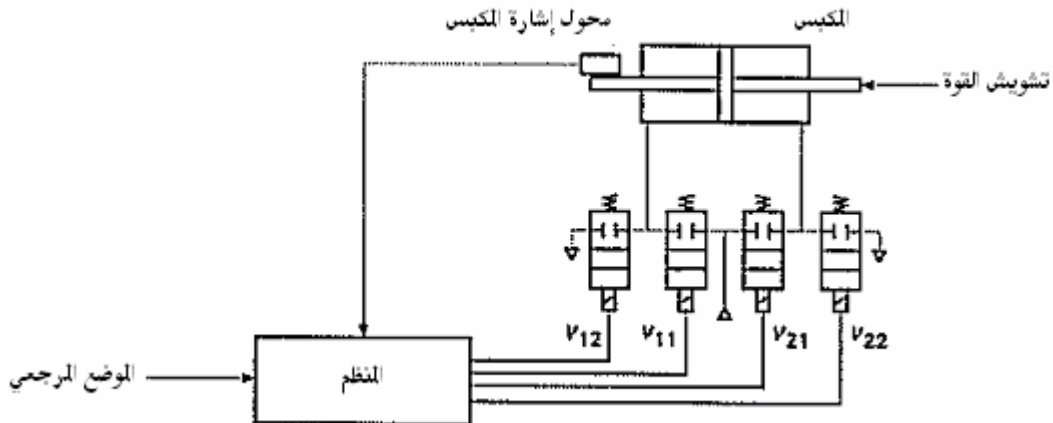 المكبس
محول إشارة المكبس
تشويش القوة
V12
V11
V21
V22
المنظم
الموضع المرجعي